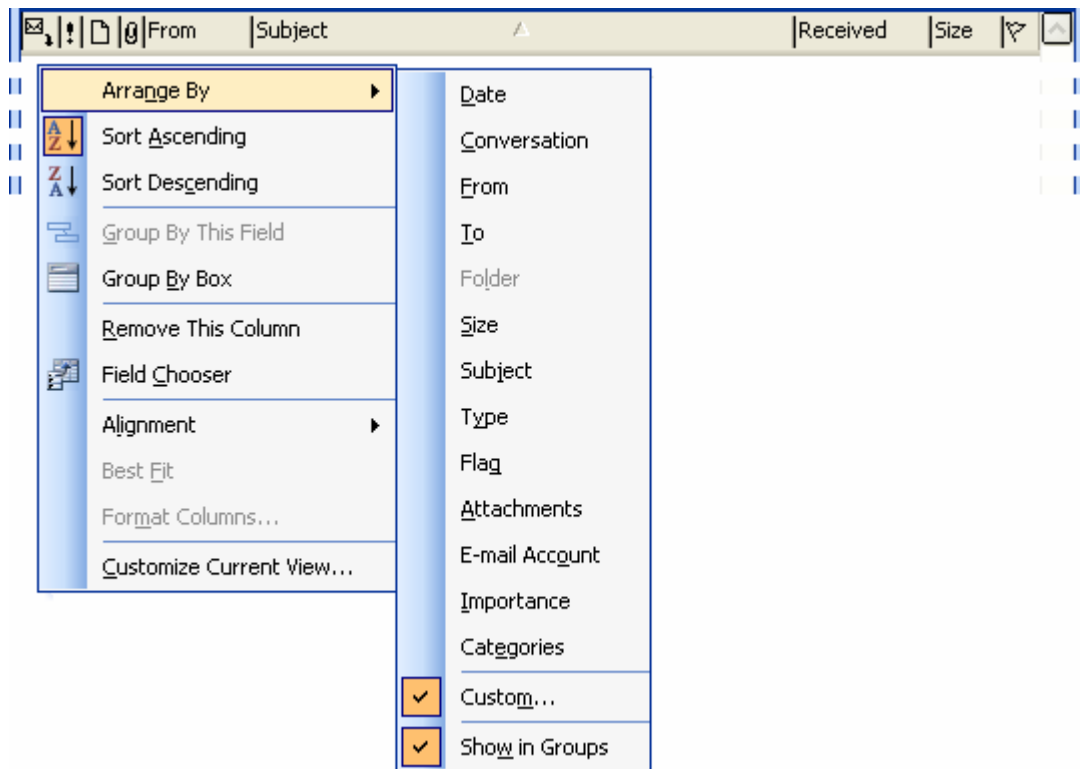 ! From Subject Received Size
Arrange By
Sort Ascending
Sort Descending
Group By This Field
Group By Box
Remove This Column
Field Chooser
Alignment
Best Fit
Format Columns...
Customize Current View...
Date
Conversation
From
To
Folder
Size
Subject
Type
Flag
Attachments
E-mail Account
Importance
Categories
Custom...
Show in Groups